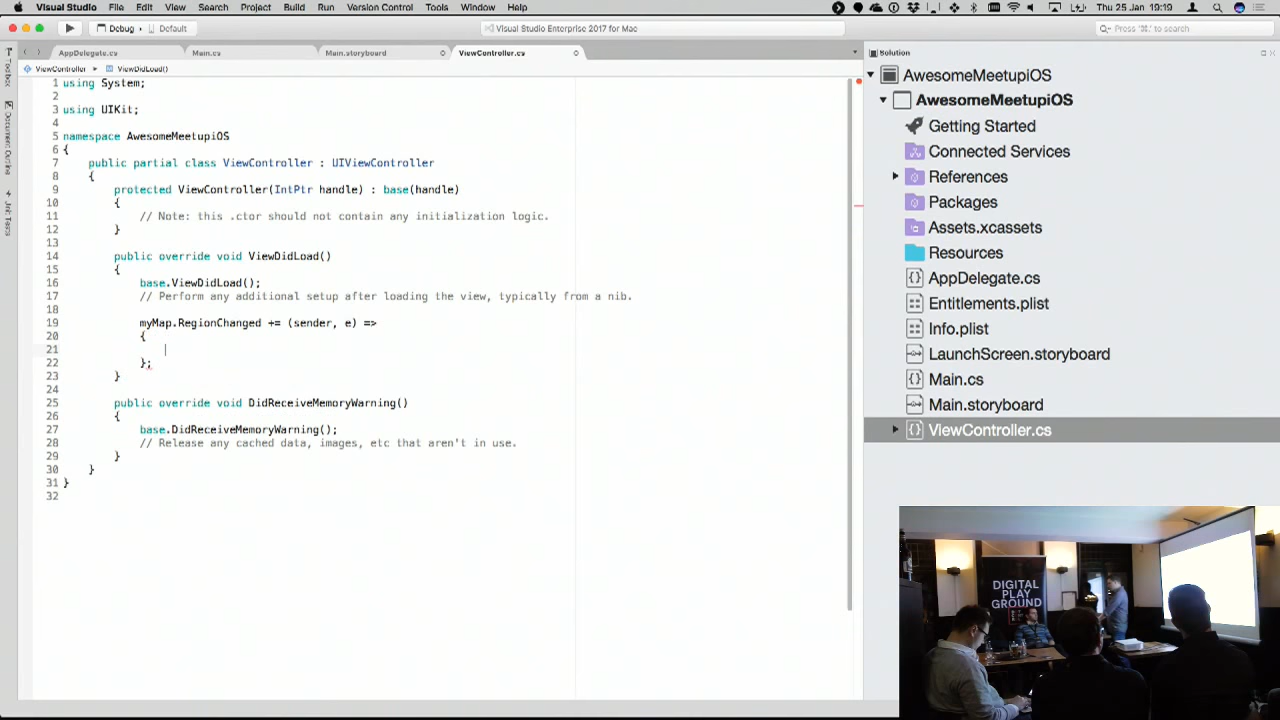 Visual Studio File Edit View Search Project Build Run Version Control Tools Window Help Thu 25 Jan 19:19
Debug › Default Visual Studio Enterprise 2017 for Mac Press '⌘.' to search
AppDelegate.cs Main.cs Main.storyboard ViewController.cs
ViewController ViewDidLoad()
Toolbox
Document Outline
Unit Tests
1 using System;
2
3 using UIKit;
4
5 namespace AwesomeMeetupiOS
6 {
7 public partial class ViewController : UIViewController
8 {
9 protected ViewController(IntPtr handle) : base(handle)
10 {
11 // Note: this .ctor should not contain any initialization logic.
12 }
13
14 public override void ViewDidLoad()
15 {
16 base.ViewDidLoad();
17 // Perform any additional setup after loading the view, typically from a nib.
18
19 myMap.RegionChanged += (sender, e) =>
20 {
21
22 };
23 }
24
25 public override void DidReceiveMemoryWarning()
26 {
27 base.DidReceiveMemoryWarning();
28 // Release any cached data, images, etc that aren't in use.
29 }
30 }
31 }
32
Solution
AwesomeMeetupiOS
AwesomeMeetupiOS
Getting Started
Connected Services
References
Packages
Assets.xcassets
Resources
AppDelegate.cs
Entitlements.plist
Info.plist
LaunchScreen.storyboard
Main.cs
Main.storyboard
ViewController.cs
DIGITAL
PLAY
GROUND